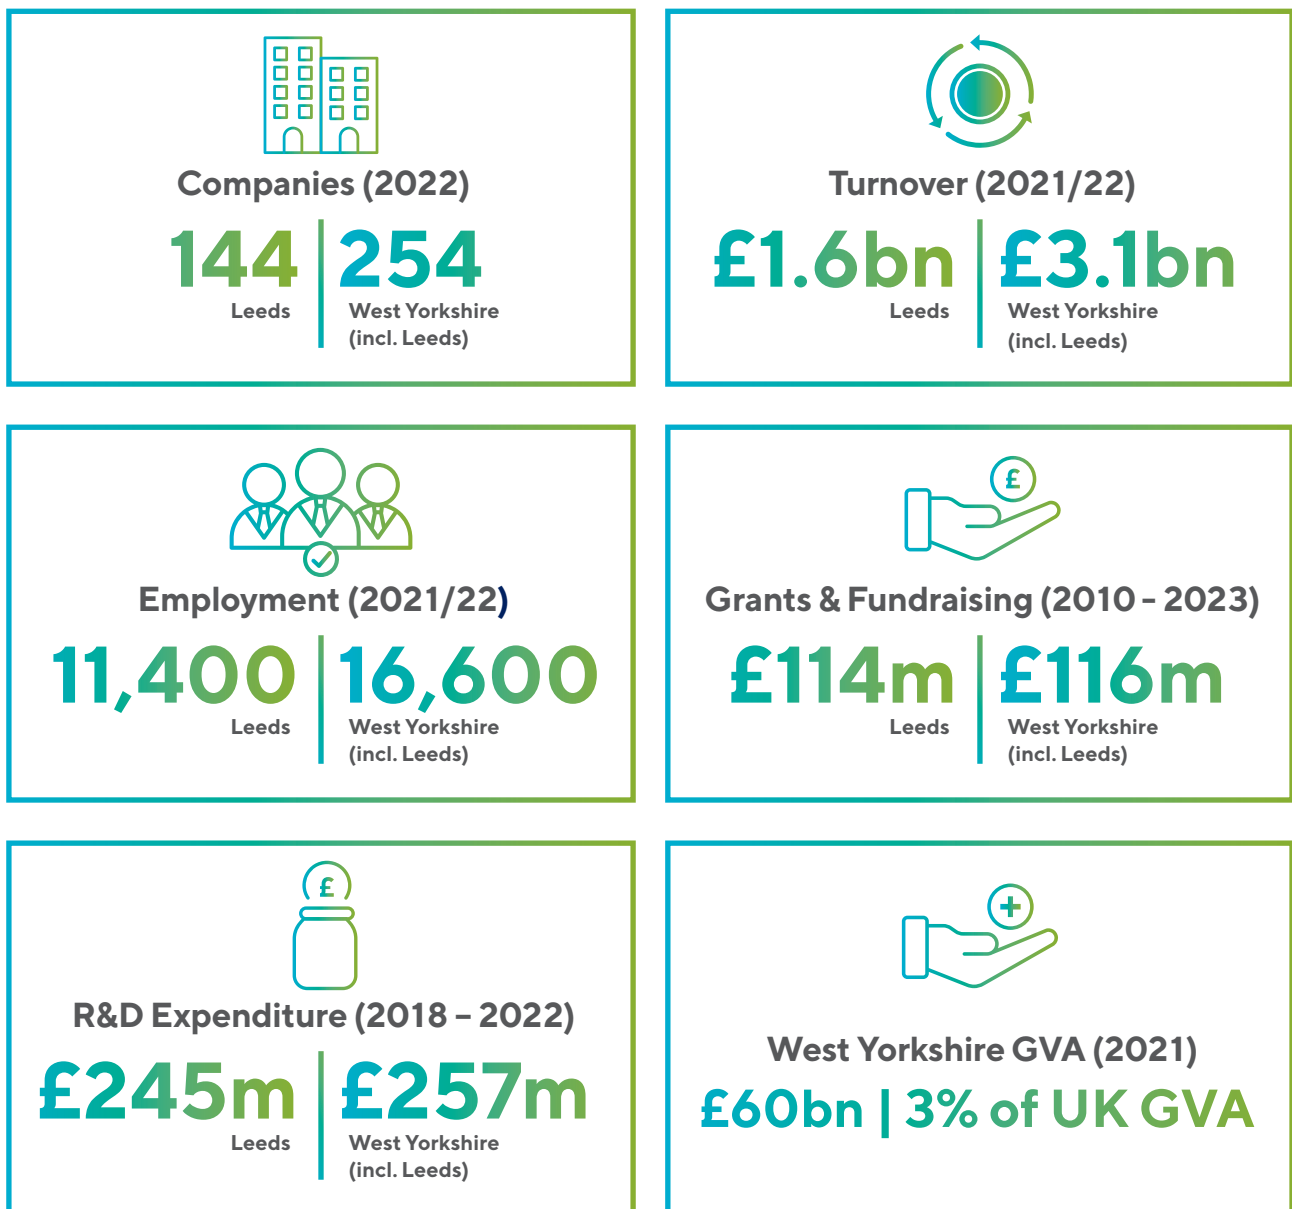 Companies (2022)
144
Leeds
254
West Yorkshire
(incl. Leeds)
Turnover (2021/22)
£1.6bn
Leeds
£3.1bn
West Yorkshire
(incl. Leeds)
Employment (2021/22)
11,400
Leeds
16,600
West Yorkshire
(incl. Leeds)
£
Grants & Fundraising (2010 - 2023)
£114m
Leeds
£116m
West Yorkshire
(incl. Leeds)
£
R&D Expenditure (2018 – 2022)
£245m
Leeds
£257m
West Yorkshire
(incl. Leeds)
West Yorkshire GVA (2021)
£60bn | 3% of UK GVA